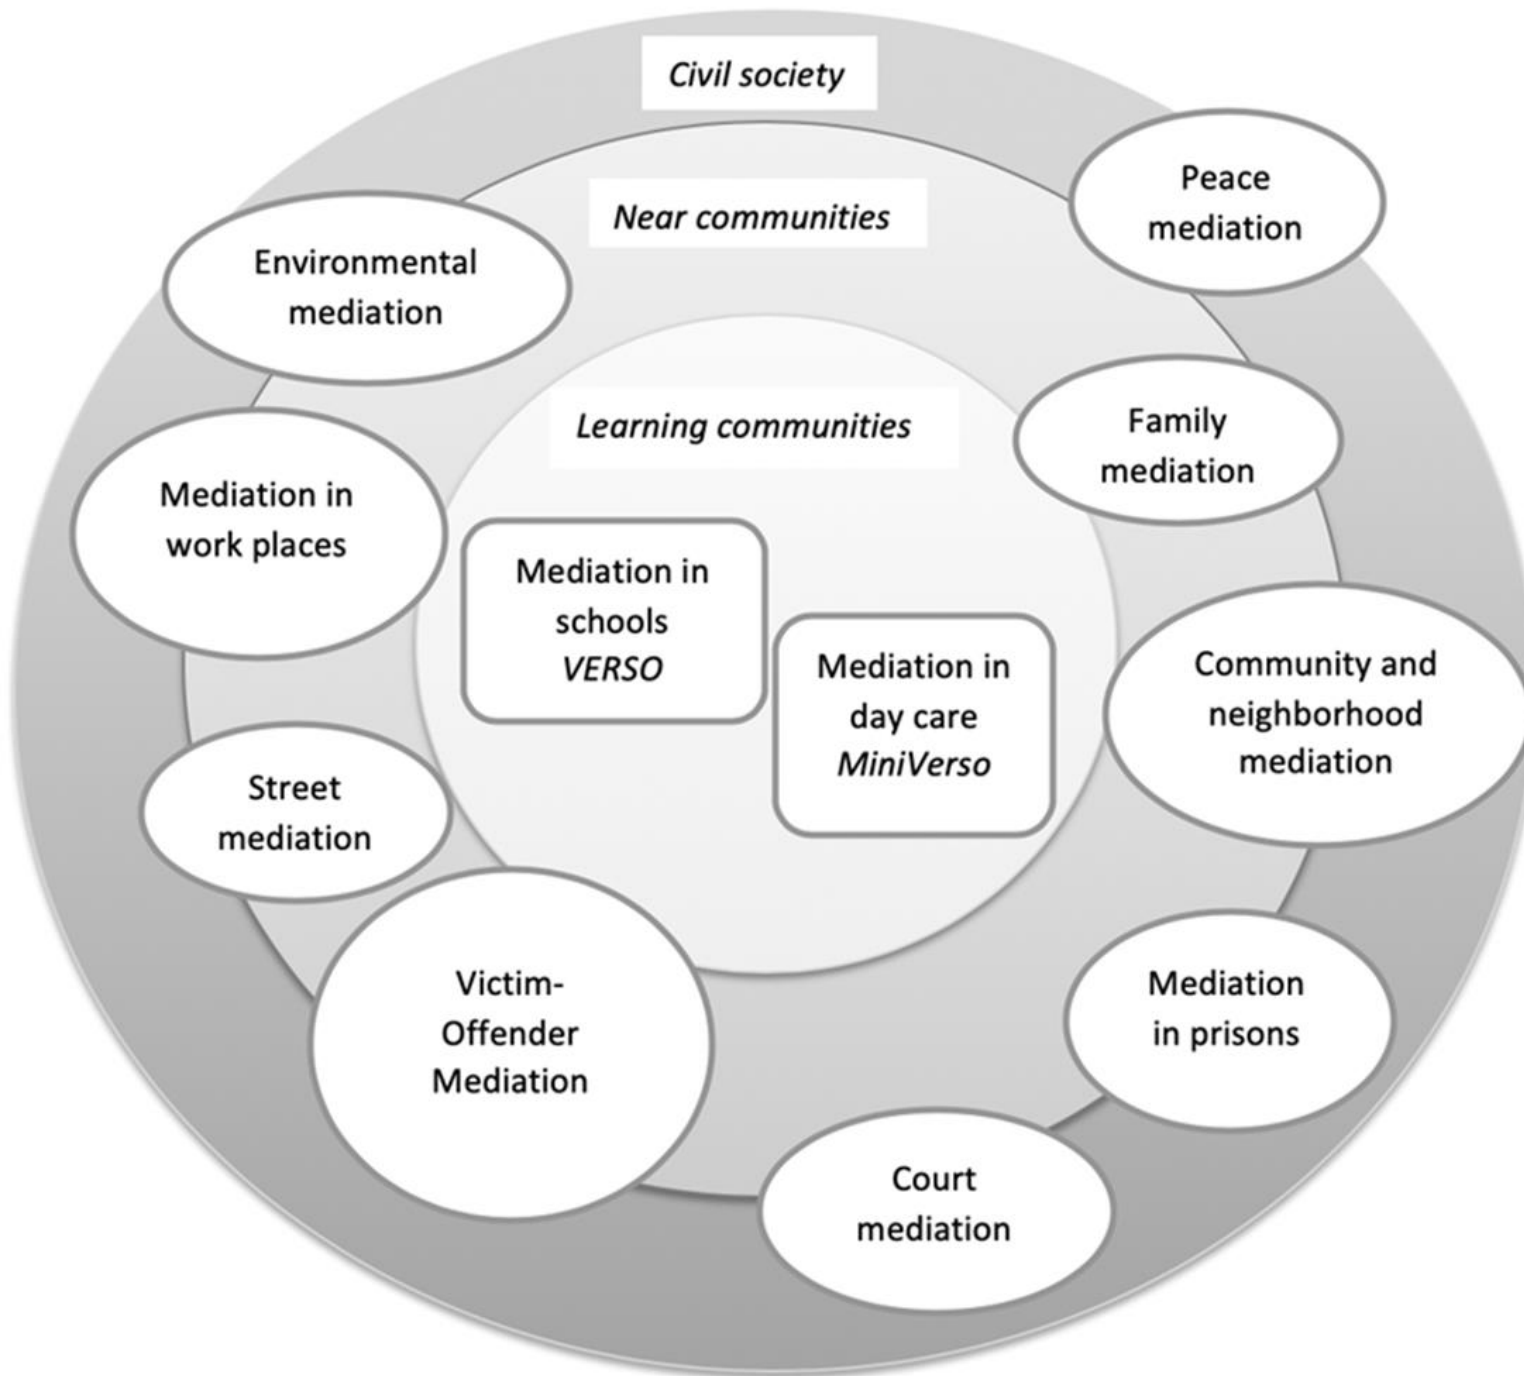 Civil society
Peace
mediation
Near communities
Environmental
mediation
Learning communities
Family
mediation
Mediation in
work places
Mediation in
schools
VERSO
Mediation in
day care
MiniVerso
Community and
neighborhood
mediation
Street
mediation
Victim-
Offender
Mediation
Mediation
in prisons
Court
mediation